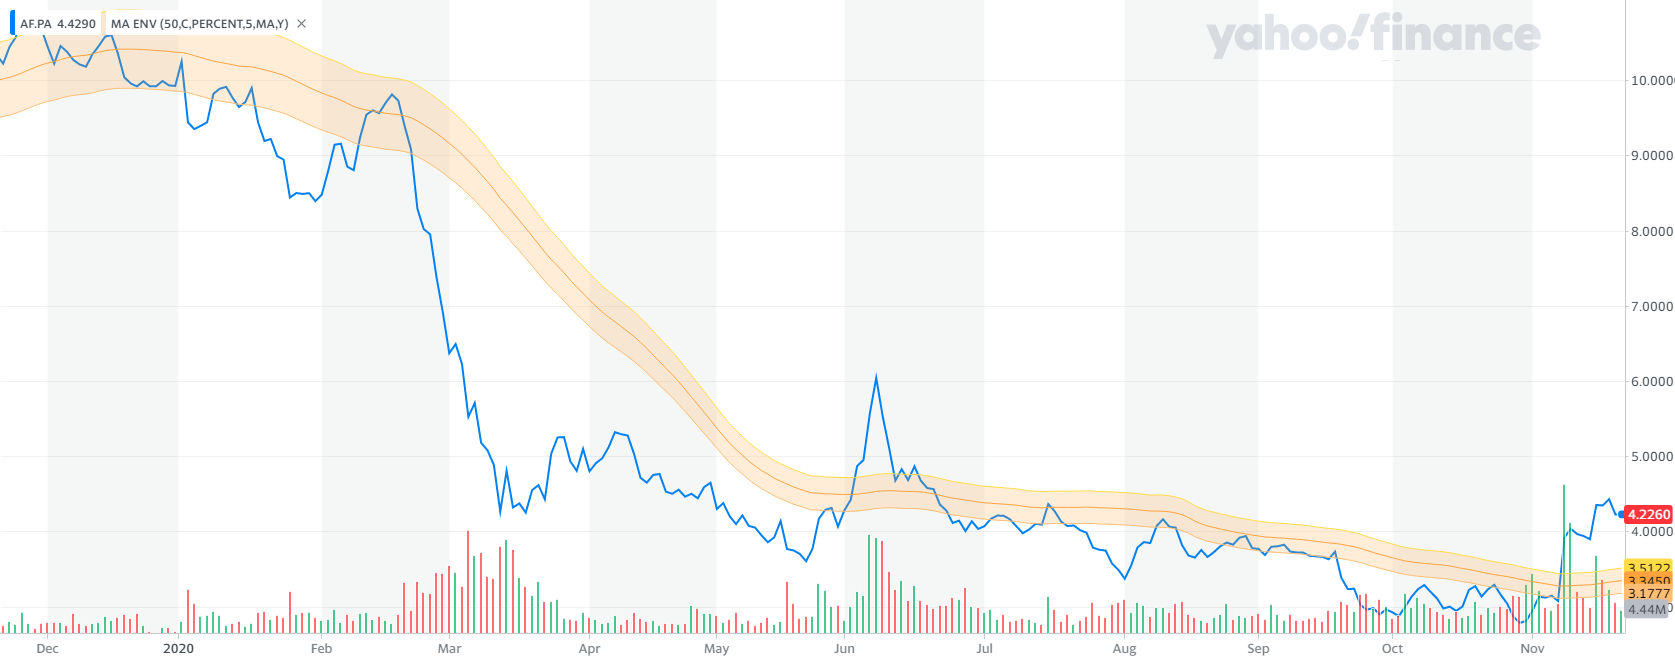 AF.PA 4.4290 MA ENV (50,C,PERCENT,5,MA,Y) ×
yahoo!finance
10.0000
9.0000
8.0000
7.0000
6.0000
5.0000
4.2260
4.0000
3.5122
3.3450
3.1777
4.44M
Dec 2020 Feb Mar Apr May Jun Jul Aug Sep Oct Nov